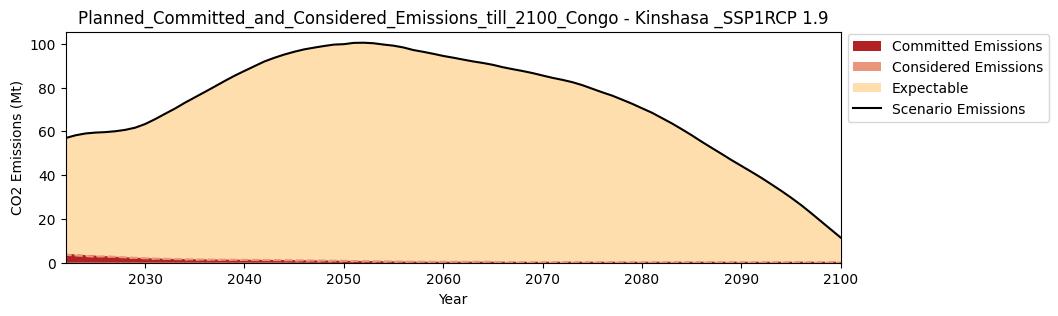 Planned_Committed_and_Considered_Emissions_till_2100_Congo - Kinshasa _SSP1RCP 1.9
Committed Emissions
Considered Emissions
Expectable
Scenario Emissions
CO2 Emissions (Mt)
100
80
60
40
20
0
2030 2040 2050 2060 2070 2080 2090 2100
Year